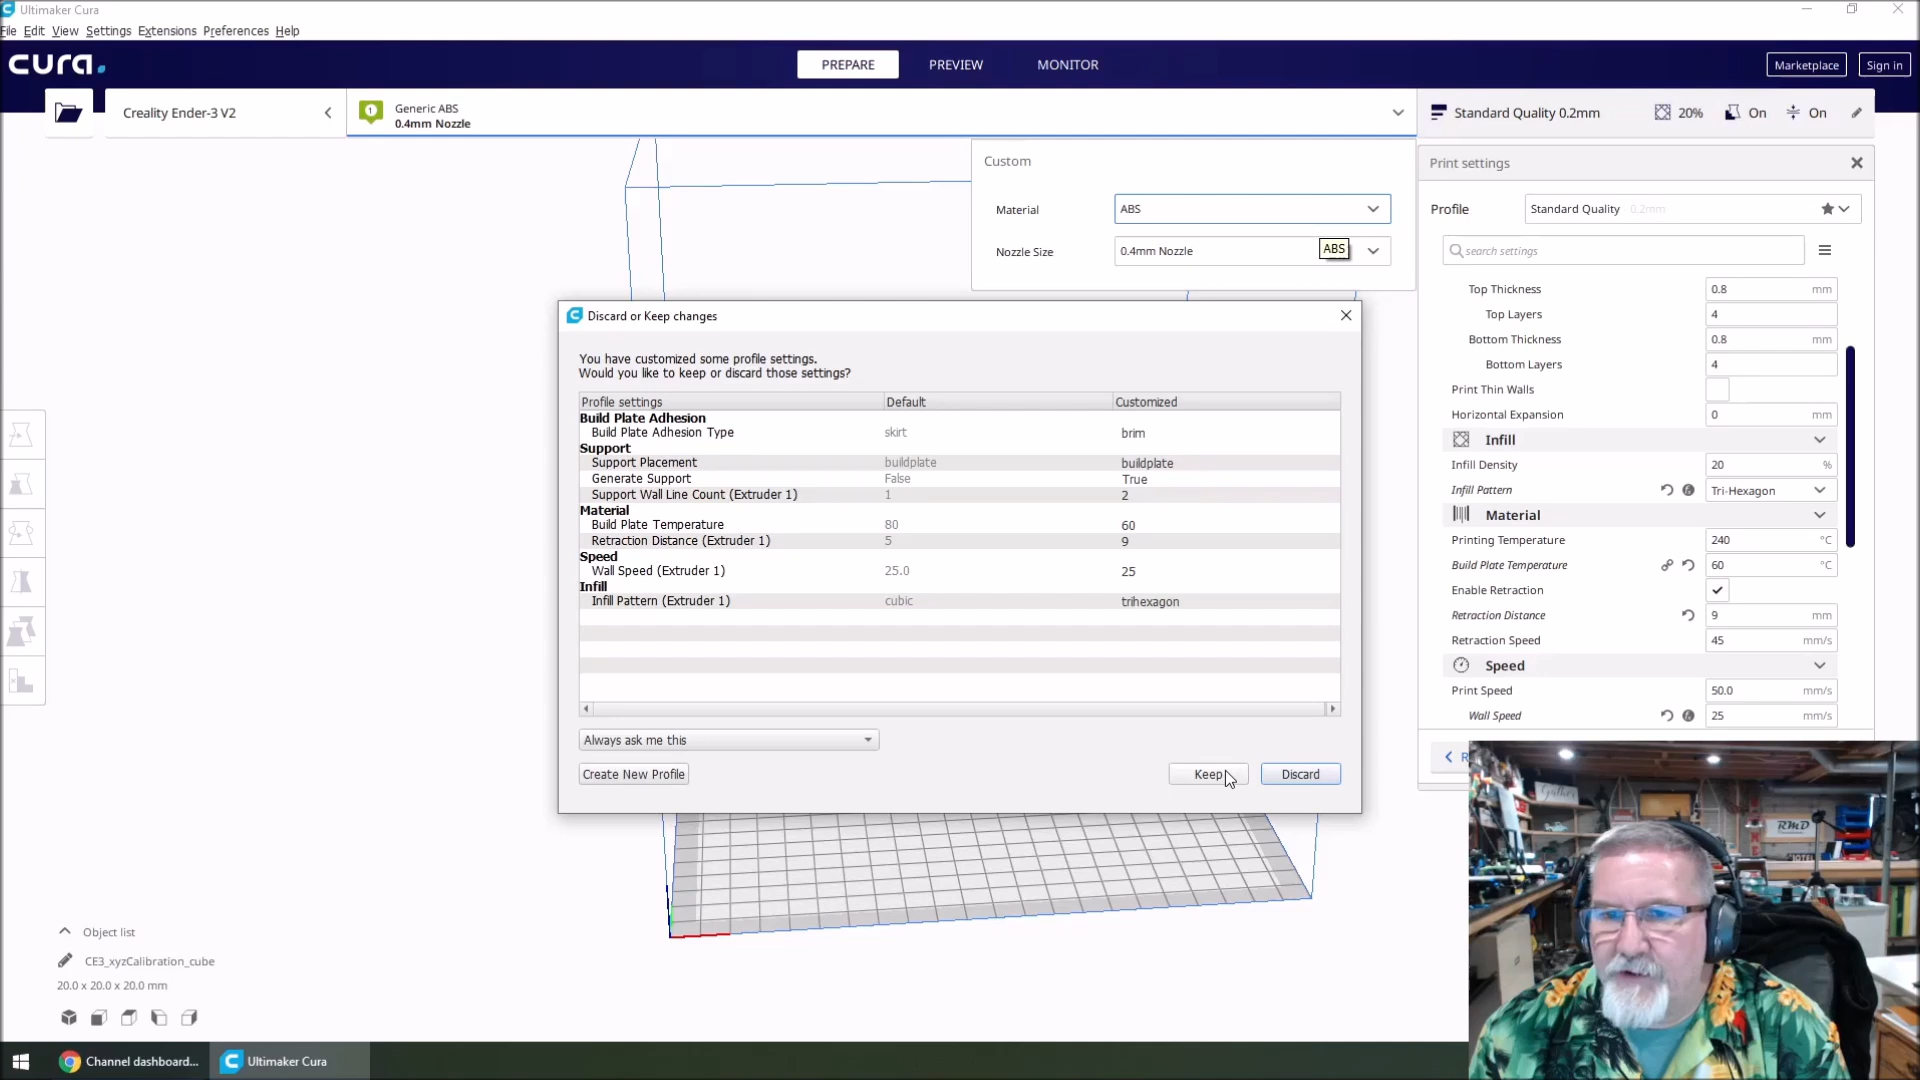 Ultimaker Cura
File Edit View Settings Extensions Preferences Help
cura.
PREPARE PREVIEW MONITOR
Marketplace Sign in
Creality Ender-3 V2
1 Generic ABS
0.4mm Nozzle
Standard Quality 0.2mm 20% On On
Custom
Material ABS
Nozzle Size 0.4mm Nozzle
ABS
Print settings
Profile Standard Quality 0.2mm
search settings
Top Thickness 0.8 mm
Top Layers 4
Bottom Thickness 0.8 mm
Bottom Layers 4
Print Thin Walls
Horizontal Expansion 0 mm
Infill
Infill Density 20 %
Infill Pattern Tri-Hexagon
Material
Printing Temperature 240 °C
Build Plate Temperature 60 °C
Enable Retraction
Retraction Distance 9 mm
Retraction Speed 45 mm/s
Speed
Print Speed 50.0 mm/s
Wall Speed 25 mm/s
Discard or Keep changes
You have customized some profile settings.
Would you like to keep or discard those settings?
Profile settings Default Customized
Build Plate Adhesion
Build Plate Adhesion Type skirt brim
Support
Support Placement buildplate buildplate
Generate Support False True
Support Wall Line Count (Extruder 1) 1 2
Material
Build Plate Temperature 80 60
Retraction Distance (Extruder 1) 5 9
Speed
Wall Speed (Extruder 1) 25.0 25
Infill
Infill Pattern (Extruder 1) cubic trihexagon
Always ask me this
Create New Profile Keep Discard
Gather
RMD
Object list
CE3_xyzCalibration_cube
20.0 x 20.0 x 20.0 mm
Channel dashboard... Ultimaker Cura